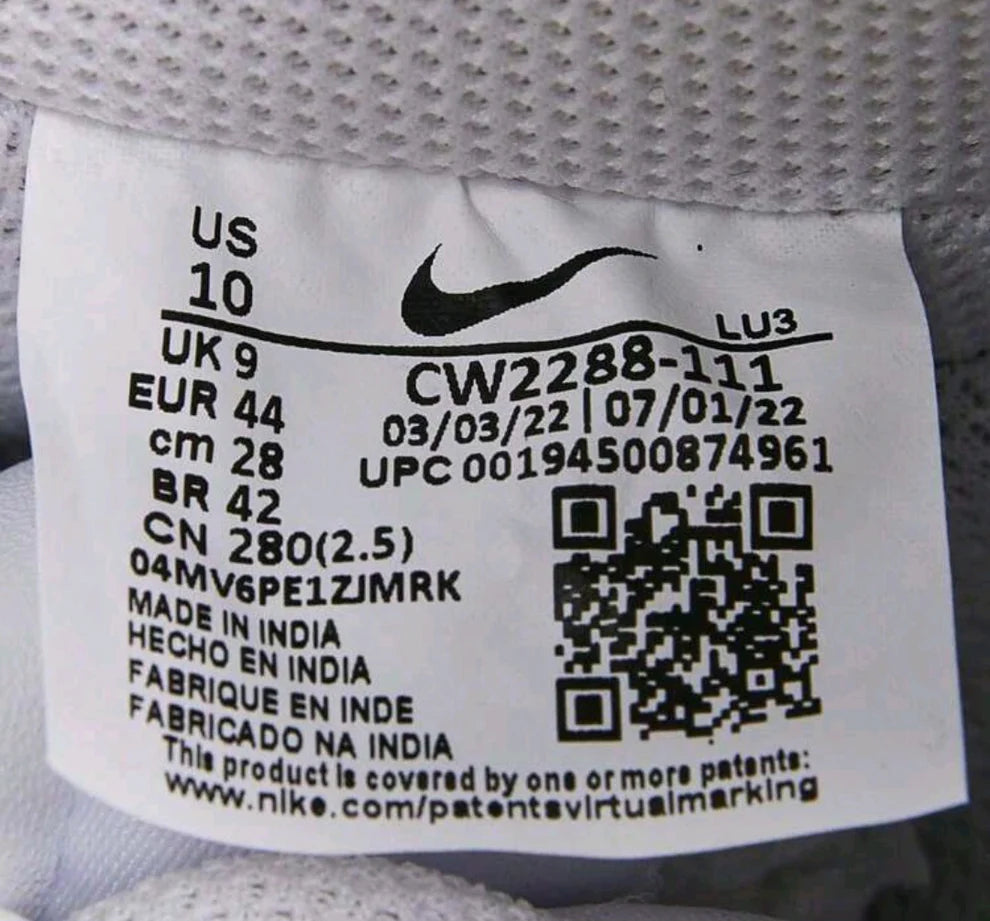 US
10
LU3
UK 9
EUR 44
cm 28
BR 42
CN 280(2.5)
CW2288-111
03/03/22 | 07/01/22
UPC 00194500874961
04MV6PE1ZJMRK
MADE IN INDIA
HECHO EN INDIA
FABRIQUE EN INDE
FABRICADO NA INDIA
This product is covered by one or more patents:
www.nike.com/patentsvirtualmarking